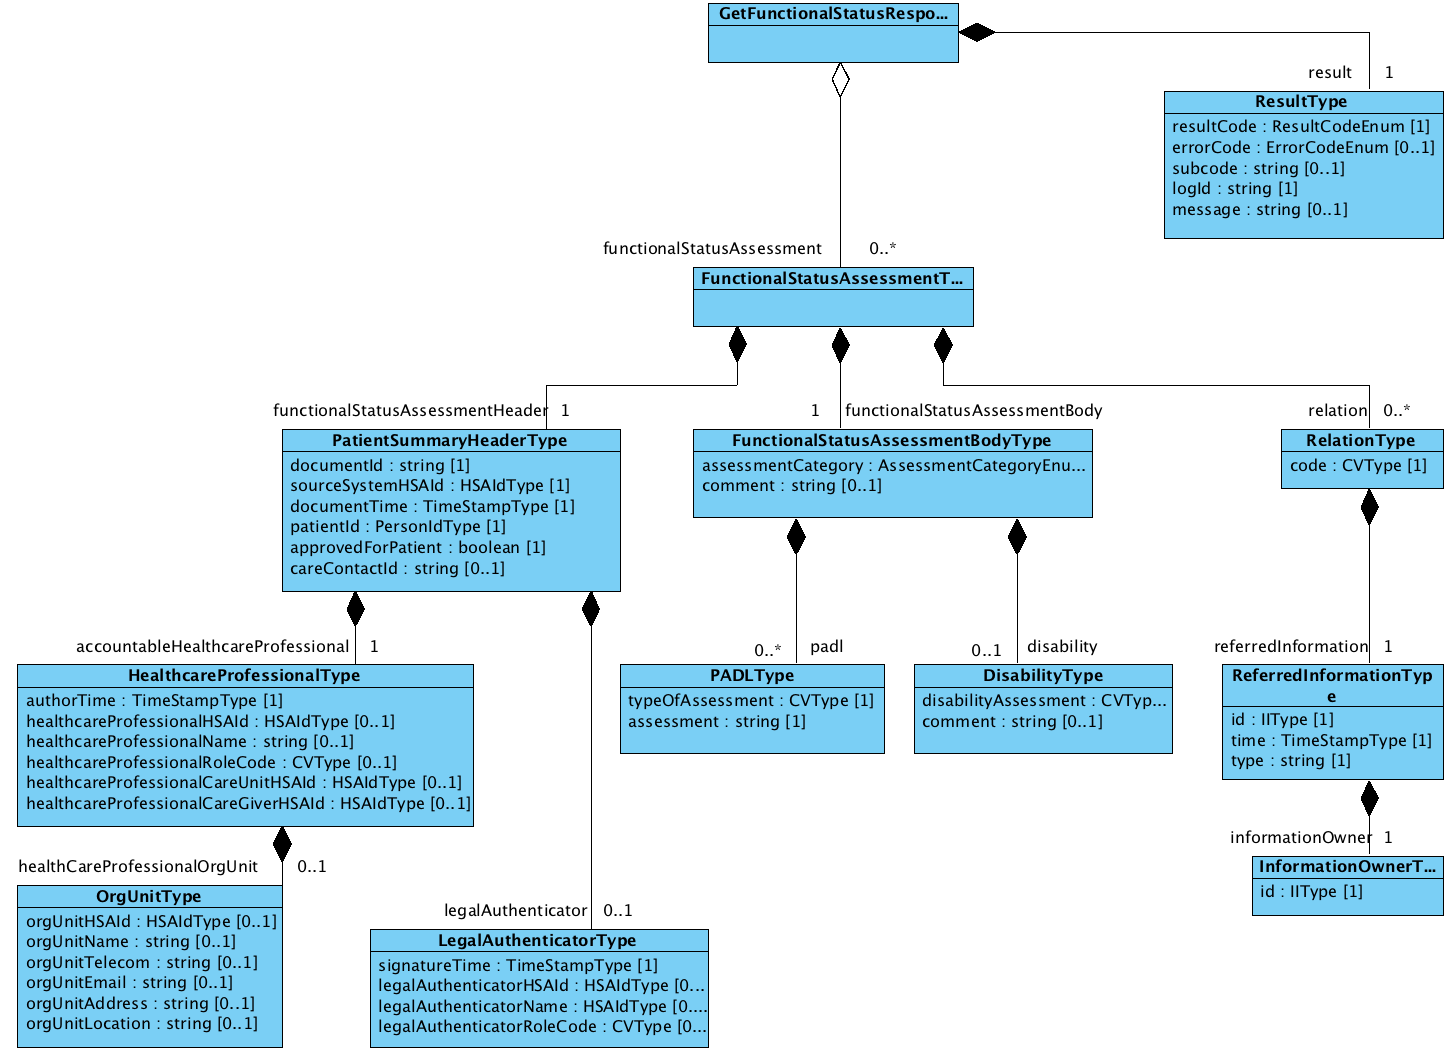 GetFunctionalStatusRespo...
result 1
ResultType
resultCode : ResultCodeEnum [1]
errorCode : ErrorCodeEnum [0..1]
subcode : string [0..1]
logId : string [1]
message : string [0..1]
functionalStatusAssessment 0..*
FunctionalStatusAssessmentT...
functionalStatusAssessmentHeader 1
1 functionalStatusAssessmentBody
relation 0..*
PatientSummaryHeaderType
documentId : string [1]
sourceSystemHSAId : HSAIdType [1]
documentTime : TimeStampType [1]
patientId : PersonIdType [1]
approvedForPatient : boolean [1]
careContactId : string [0..1]
FunctionalStatusAssessmentBodyType
assessmentCategory : AssessmentCategoryEnu...
comment : string [0..1]
RelationType
code : CVType [1]
accountableHealthcareProfessional 1
0..* padl
0..1 disability
referredInformation 1
HealthcareProfessionalType
authorTime : TimeStampType [1]
healthcareProfessionalHSAId : HSAIdType [0..1]
healthcareProfessionalName : string [0..1]
healthcareProfessionalRoleCode : CVType [0..1]
healthcareProfessionalCareUnitHSAId : HSAIdType [0..1]
healthcareProfessionalCareGiverHSAId : HSAIdType [0..1]
PADLType
typeOfAssessment : CVType [1]
assessment : string [1]
DisabilityType
disabilityAssessment : CVTyp...
comment : string [0..1]
ReferredInformationTyp
e
id : IIType [1]
time : TimeStampType [1]
type : string [1]
informationOwner 1
InformationOwnerT...
id : IIType [1]
healthCareProfessionalOrgUnit 0..1
OrgUnitType
orgUnitHSAId : HSAIdType [0..1]
orgUnitName : string [0..1]
orgUnitTelecom : string [0..1]
orgUnitEmail : string [0..1]
orgUnitAddress : string [0..1]
orgUnitLocation : string [0..1]
legalAuthenticator 0..1
LegalAuthenticatorType
signatureTime : TimeStampType [1]
legalAuthenticatorHSAId : HSAIdType [0...
legalAuthenticatorName : HSAIdType [0....
legalAuthenticatorRoleCode : CVType [0...